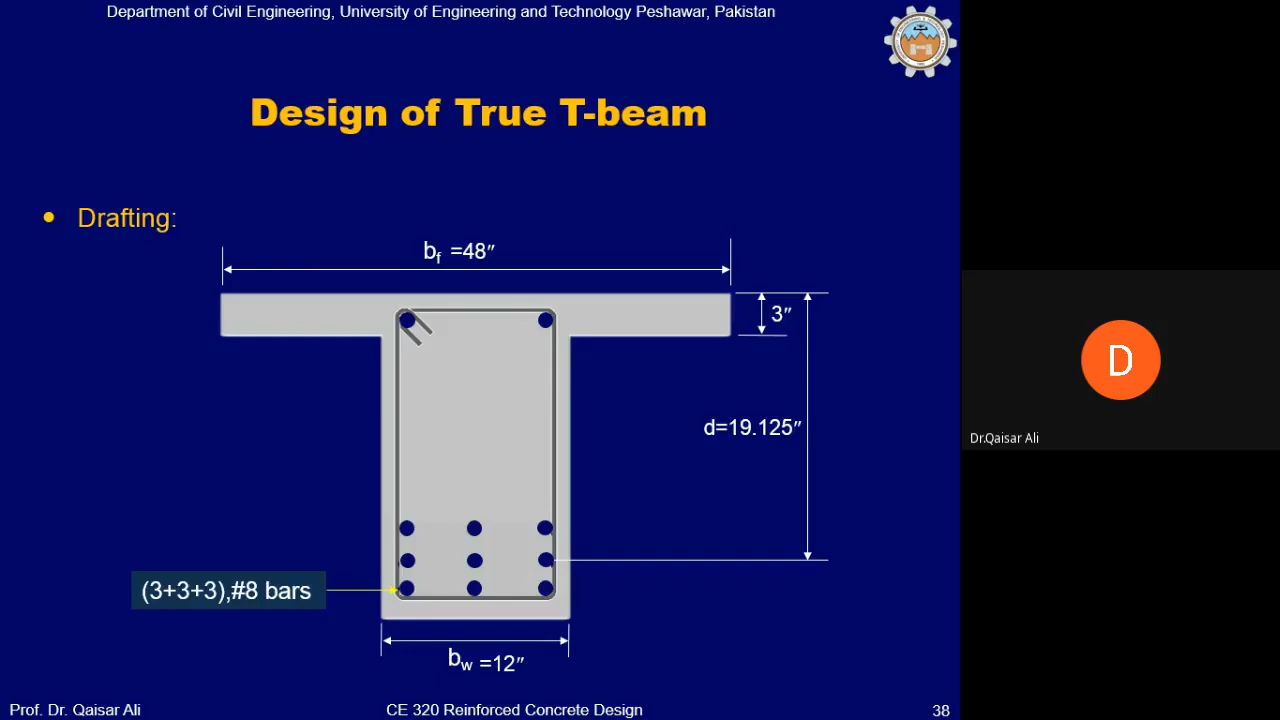 Department of Civil Engineering, University of Engineering and Technology Peshawar, Pakistan
Design of True T-beam
• Drafting:
bf =48″
3″
d=19.125″
(3+3+3),#8 bars
bw =12″
D
Dr.Qaisar Ali
Prof. Dr. Qaisar Ali
CE 320 Reinforced Concrete Design
38